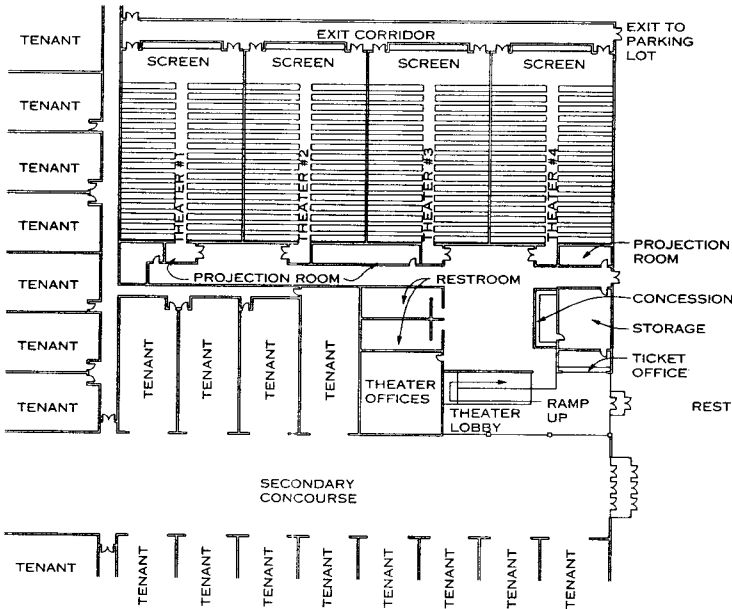 TENANT
EXIT CORRIDOR
EXIT TO
PARKING
LOT
SCREEN
SCREEN
SCREEN
SCREEN
TENANT
TENANT
TENANT
THEATER #1
THEATER #2
THEATER #3
THEATER #4
PROJECTION
ROOM
TENANT
PROJECTION ROOM
RESTROOM
CONCESSION
STORAGE
TENANT
TICKET
OFFICE
TENANT
TENANT
TENANT
TENANT
TENANT
THEATER
OFFICES
THEATER
LOBBY
RAMP
UP
REST
TENANT
SECONDARY
CONCOURSE
TENANT
TENANT
TENANT
TENANT
TENANT
TENANT
TENANT
TENANT
TENANT